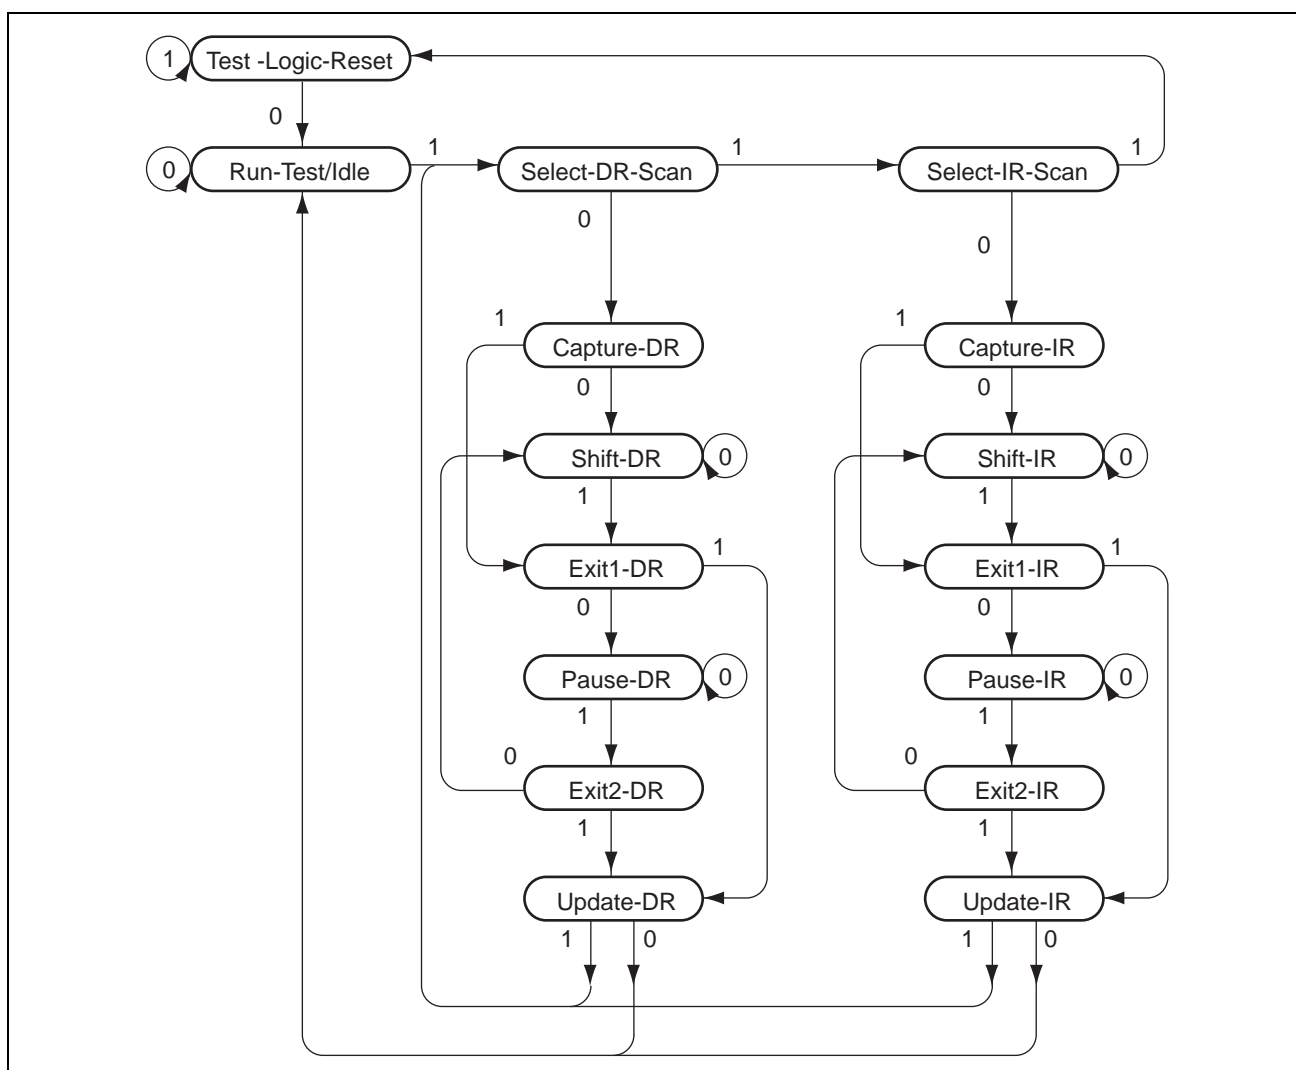 1 Test -Logic-Reset
0
0 Run-Test/Idle 1 Select-DR-Scan 1 Select-IR-Scan 1
0 0
1 Capture-DR 1 Capture-IR
0 0
Shift-DR 0 Shift-IR 0
1 1
Exit1-DR 1 Exit1-IR 1
0 0
Pause-DR 0 Pause-IR 0
1 1
0 Exit2-DR 0 Exit2-IR
1 1
Update-DR Update-IR
1 0 1 0